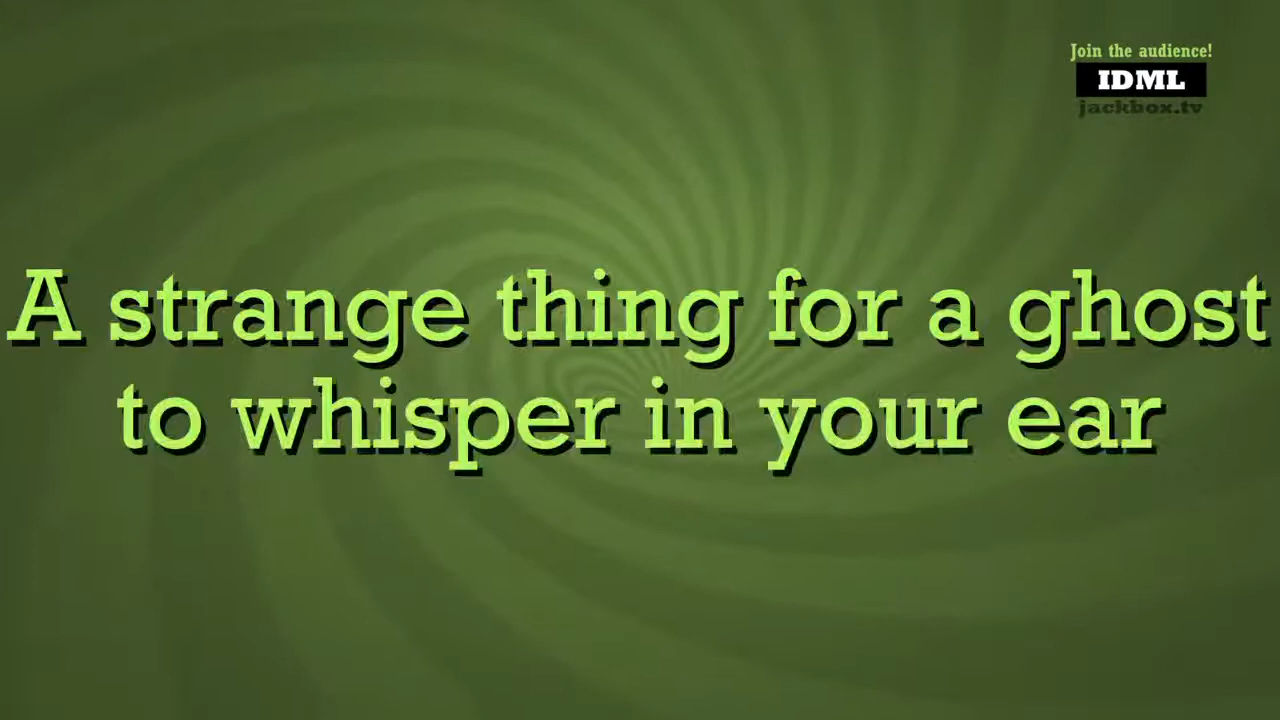 Join the audience!
IDML
jackbox.tv
A strange thing for a ghost
to whisper in your ear